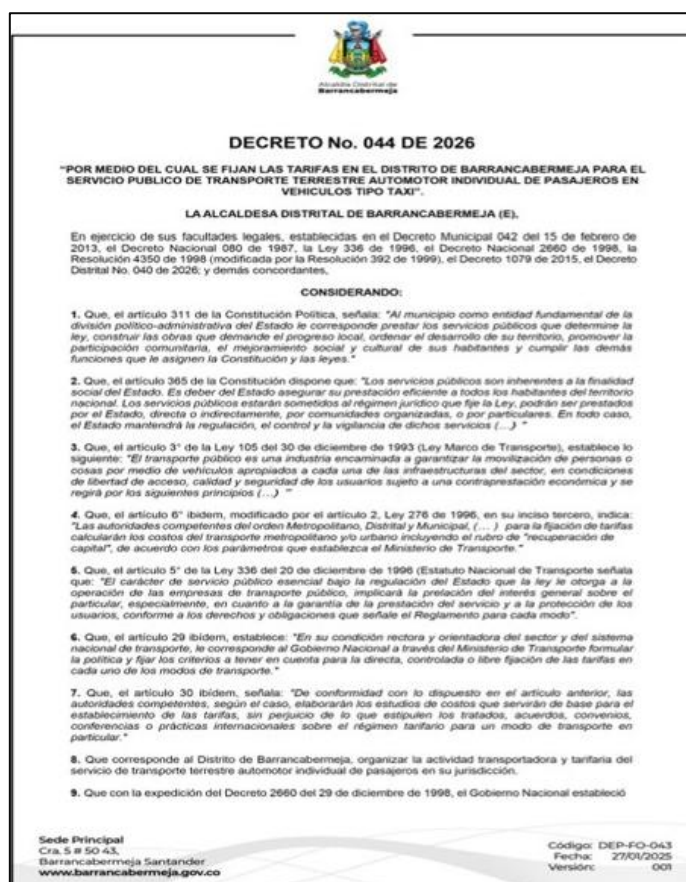 Alcaldía Distrital de
Barrancabermeja
DECRETO No. 044 DE 2026
"POR MEDIO DEL CUAL SE FIJAN LAS TARIFAS EN EL DISTRITO DE BARRANCABERMEJA PARA EL
SERVICIO PUBLICO DE TRANSPORTE TERRESTRE AUTOMOTOR INDIVIDUAL DE PASAJEROS EN
VEHICULOS TIPO TAXI".
LA ALCALDESA DISTRITAL DE BARRANCABERMEJA (E),
En ejercicio de sus facultades legales, establecidas en el Decreto Municipal 042 del 15 de febrero de
2013, el Decreto Nacional 080 de 1987, la Ley 336 de 1996, el Decreto Nacional 2660 de 1998, la
Resolución 4350 de 1998 (modificada por la Resolución 392 de 1999), el Decreto 1079 de 2015, el Decreto
Distrital No. 040 de 2026; y demás concordantes,
CONSIDERANDO:
1. Que, el artículo 311 de la Constitución Política, señala: "Al municipio como entidad fundamental de la
división político-administrativa del Estado le corresponde prestar los servicios públicos que determine la
ley, construir las obras que demande el progreso local, ordenar el desarrollo de su territorio, promover la
participación comunitaria, el mejoramiento social y cultural de sus habitantes y cumplir las demás
funciones que le asignen la Constitución y las leyes."
2. Que, el artículo 365 de la Constitución dispone que: "Los servicios públicos son inherentes a la finalidad
social del Estado. Es deber del Estado asegurar su prestación eficiente a todos los habitantes del territorio
nacional. Los servicios públicos estarán sometidos al régimen jurídico que fije la Ley, podrán ser prestados
por el Estado, directa o indirectamente, por comunidades organizadas, o por particulares. En todo caso,
el Estado mantendrá la regulación, el control y la vigilancia de dichos servicios (...) "
3. Que, el artículo 3° de la Ley 105 del 30 de diciembre de 1993 (Ley Marco de Transporte), establece lo
siguiente: "El transporte público es una industria encaminada a garantizar la movilización de personas o
cosas por medio de vehículos apropiados a cada una de las infraestructuras del sector, en condiciones
de libertad de acceso, calidad y seguridad de los usuarios sujeto a una contraprestación económica y se
regirá por los siguientes principios (...) "
4. Que, el artículo 6° ibidem, modificado por el artículo 2, Ley 276 de 1996, en su inciso tercero, indica:
"Las autoridades competentes del orden Metropolitano, Distrital y Municipal, (... ) para la fijación de tarifas
calcularán los costos del transporte metropolitano y/o urbano incluyendo el rubro de "recuperación de
capital", de acuerdo con los parámetros que establezca el Ministerio de Transporte."
5. Que, el artículo 5° de la Ley 336 del 20 de diciembre de 1996 (Estatuto Nacional de Transporte señala
que: "El carácter de servicio público esencial bajo la regulación del Estado que la ley le otorga a la
operación de las empresas de transporte público, implicará la prelación del interés general sobre el
particular, especialmente, en cuanto a la garantía de la prestación del servicio y a la protección de los
usuarios, conforme a los derechos y obligaciones que señale el Reglamento para cada modo".
6. Que, el artículo 29 ibídem, establece: "En su condición rectora y orientadora del sector y del sistema
nacional de transporte, le corresponde al Gobierno Nacional a través del Ministerio de Transporte formular
la política y fijar los criterios a tener en cuenta para la directa, controlada o libre fijación de las tarifas en
cada uno de los modos de transporte."
7. Que, el artículo 30 ibídem, señala: "De conformidad con lo dispuesto en el artículo anterior, las
autoridades competentes, según el caso, elaborarán los estudios de costos que servirán de base para el
establecimiento de las tarifas, sin perjuicio de lo que estipulen los tratados, acuerdos, convenios,
conferencias o prácticas internacionales sobre el régimen tarifario para un modo de transporte en
particular."
8. Que corresponde al Distrito de Barrancabermeja, organizar la actividad transportadora y tarifaria del
servicio de transporte terrestre automotor individual de pasajeros en su jurisdicción.
9. Que con la expedición del Decreto 2660 del 29 de diciembre de 1998, el Gobierno Nacional estableció
Sede Principal
Cra. 5 # 50 43,
Barrancabermeja Santander
www.barrancabermeja.gov.co
Código: DEP-FO-043
Fecha: 27/01/2025
Versión: 001